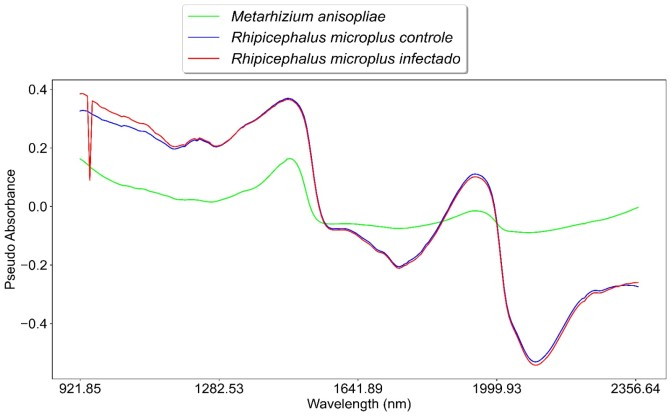 Metarhizium anisopliae
Rhipicephalus microplus controle
Rhipicephalus microplus infectado
0.4
0.2
0.0
−0.2
−0.4
Pseudo Absorbance
921.85 1282.53 1641.89 1999.93 2356.64
Wavelength (nm)